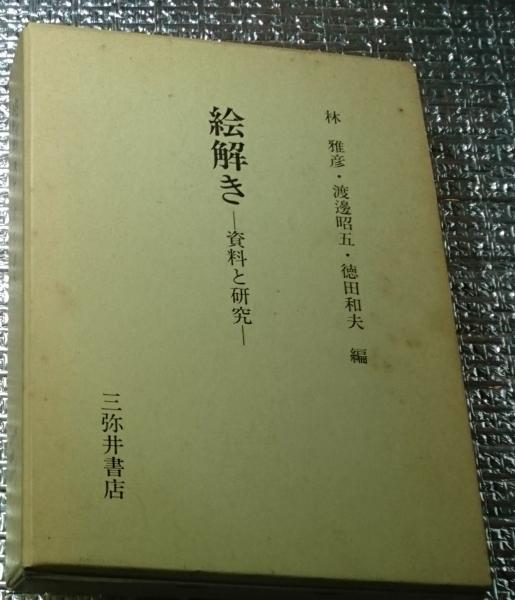 林 雅彦・渡邊昭五・徳田和夫 編
絵解き
―資料と研究―
三弥井書店